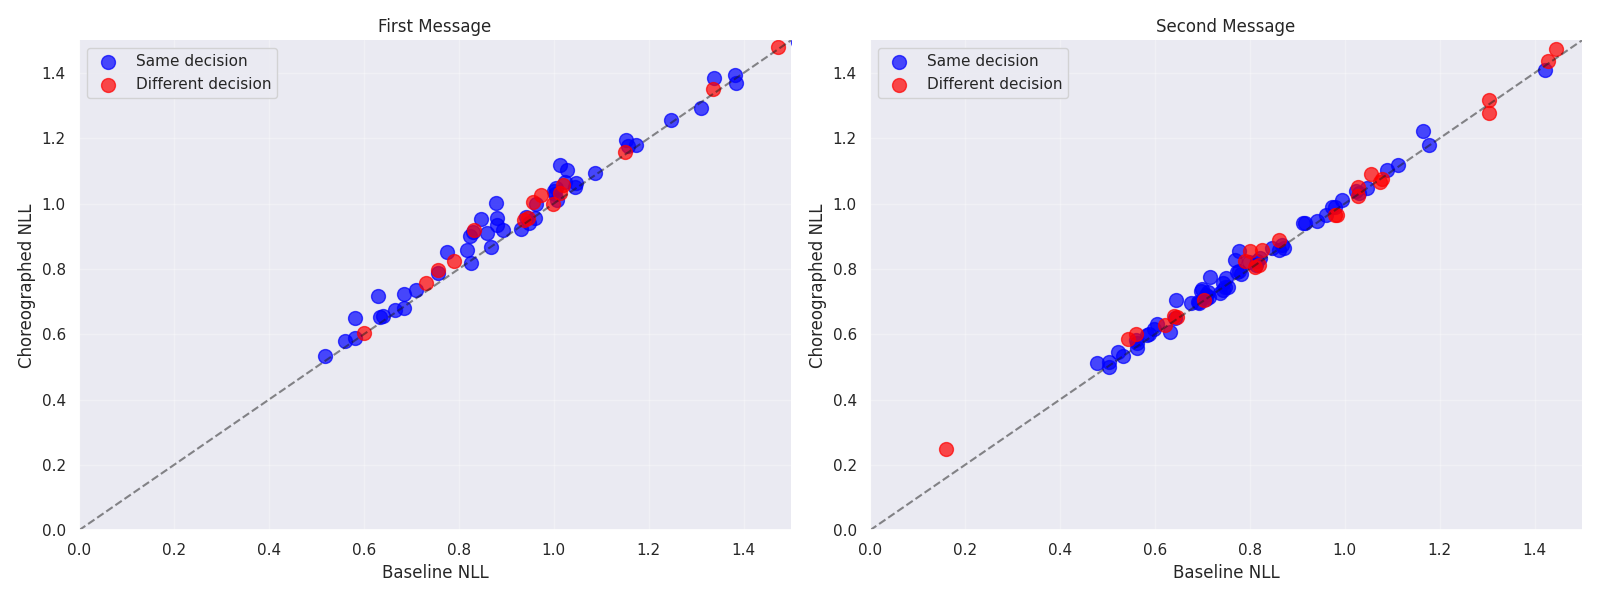 First Message
Same decision
Different decision
Choreographed NLL
1.4
1.2
1.0
0.8
0.6
0.4
0.2
0.0
0.0 0.2 0.4 0.6 0.8 1.0 1.2 1.4
Baseline NLL
Second Message
Same decision
Different decision
Choreographed NLL
1.4
1.2
1.0
0.8
0.6
0.4
0.2
0.0
0.0 0.2 0.4 0.6 0.8 1.0 1.2 1.4
Baseline NLL